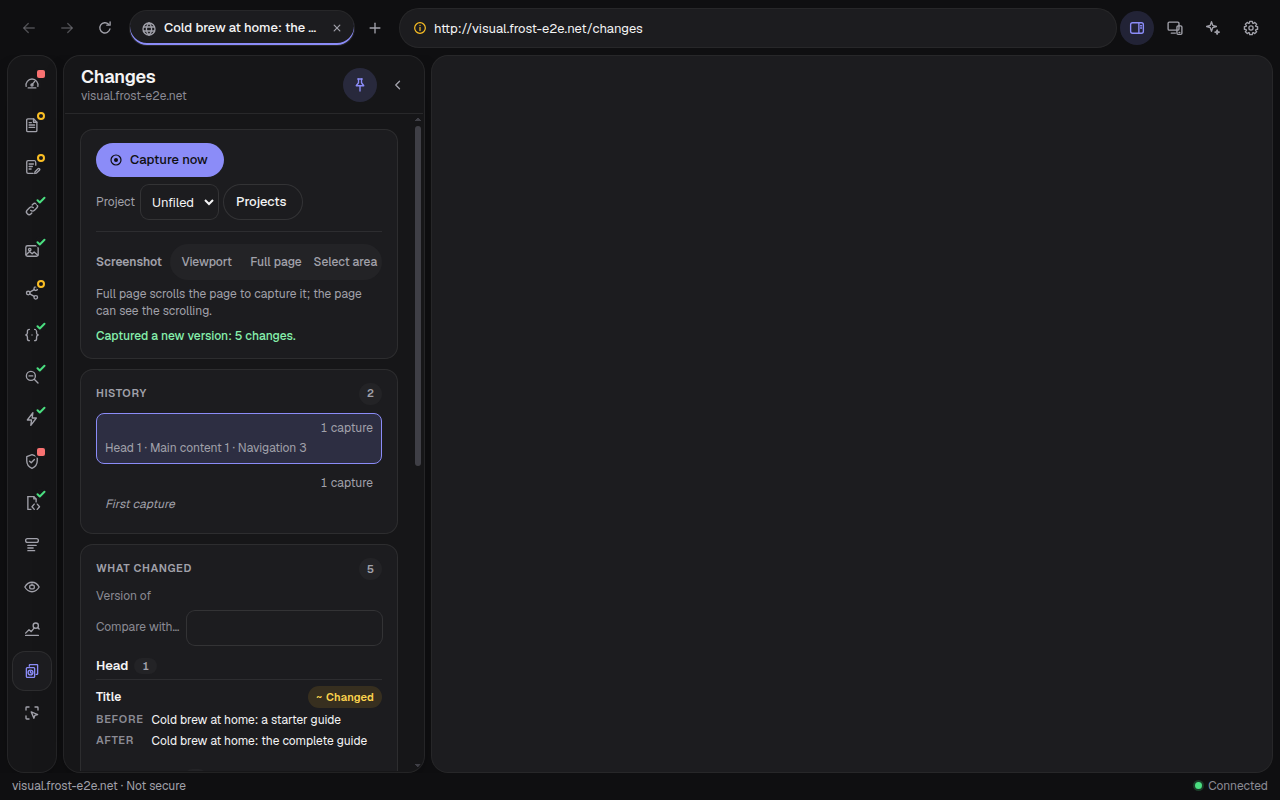 Cold brew at home: the ...
http://visual.frost-e2e.net/changes
Changes
visual.frost-e2e.net
Capture now
Project Unfiled Projects
Screenshot Viewport Full page Select area
Full page scrolls the page to capture it; the page
can see the scrolling.
Captured a new version: 5 changes.
HISTORY 2
1 capture
Head 1 · Main content 1 · Navigation 3
1 capture
First capture
WHAT CHANGED 5
Version of
Compare with...
Head 1
Title ~ Changed
BEFORE Cold brew at home: a starter guide
AFTER Cold brew at home: the complete guide
visual.frost-e2e.net · Not secure
Connected